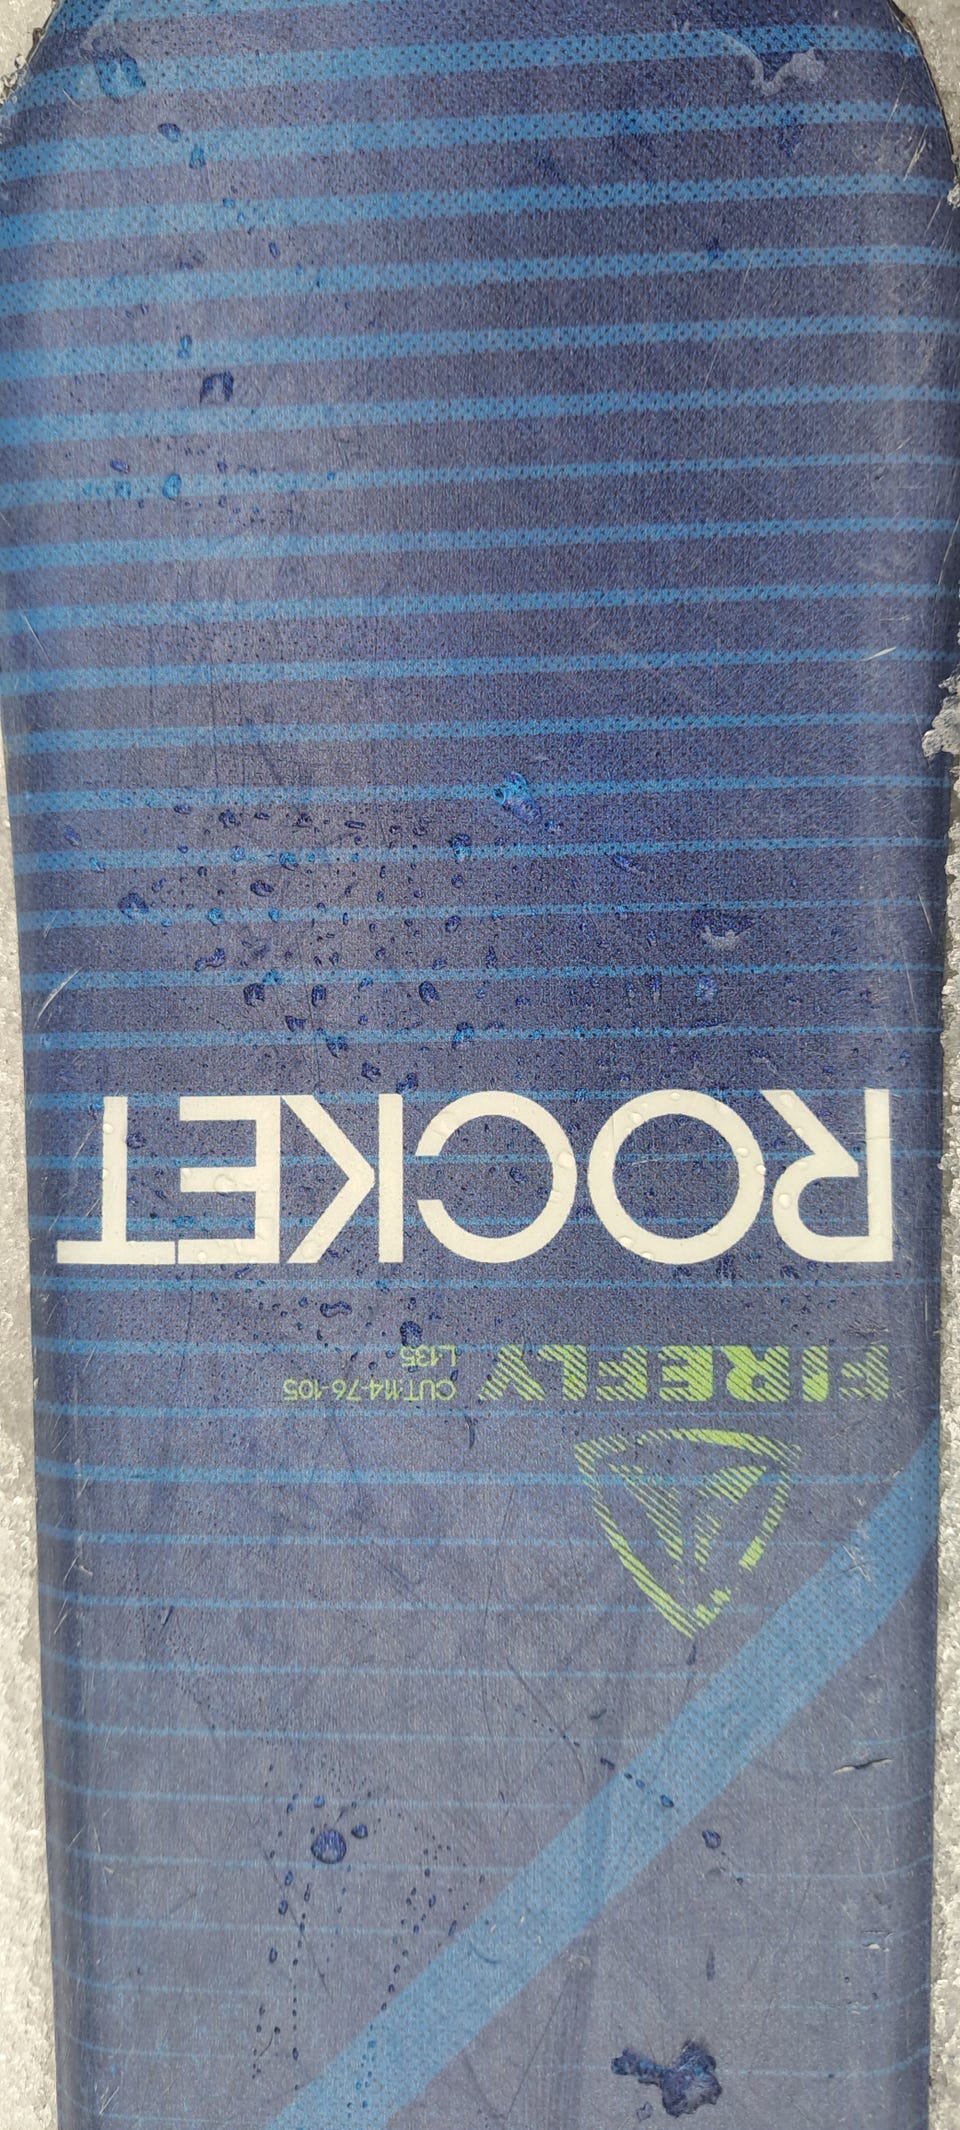 FIREFLY
CUT:114-76-105
L135
ROCKET